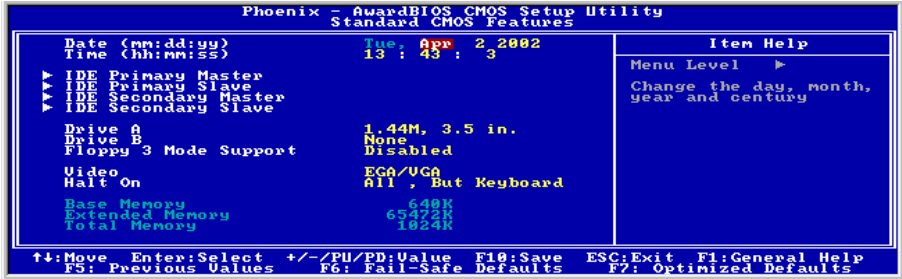 Phoenix - AwardBIOS CMOS Setup Utility
Standard CMOS Features
Date (mm:dd:yy) Tue, Apr 2 2002
Time (hh:mm:ss) 13 : 43 : 3
► IDE Primary Master
► IDE Primary Slave
► IDE Secondary Master
► IDE Secondary Slave
Drive A 1.44M, 3.5 in.
Drive B None
Floppy 3 Mode Support Disabled
Video EGA/VGA
Halt On All , But Keyboard
Base Memory 640K
Extended Memory 65472K
Total Memory 1024K
Item Help
Menu Level ►
Change the day, month,
year and century
↑↓:Move Enter:Select +/-/PU/PD:Value F10:Save ESC:Exit F1:General Help
F5: Previous Values F6: Fail-Safe Defaults F7: Optimized Defaults